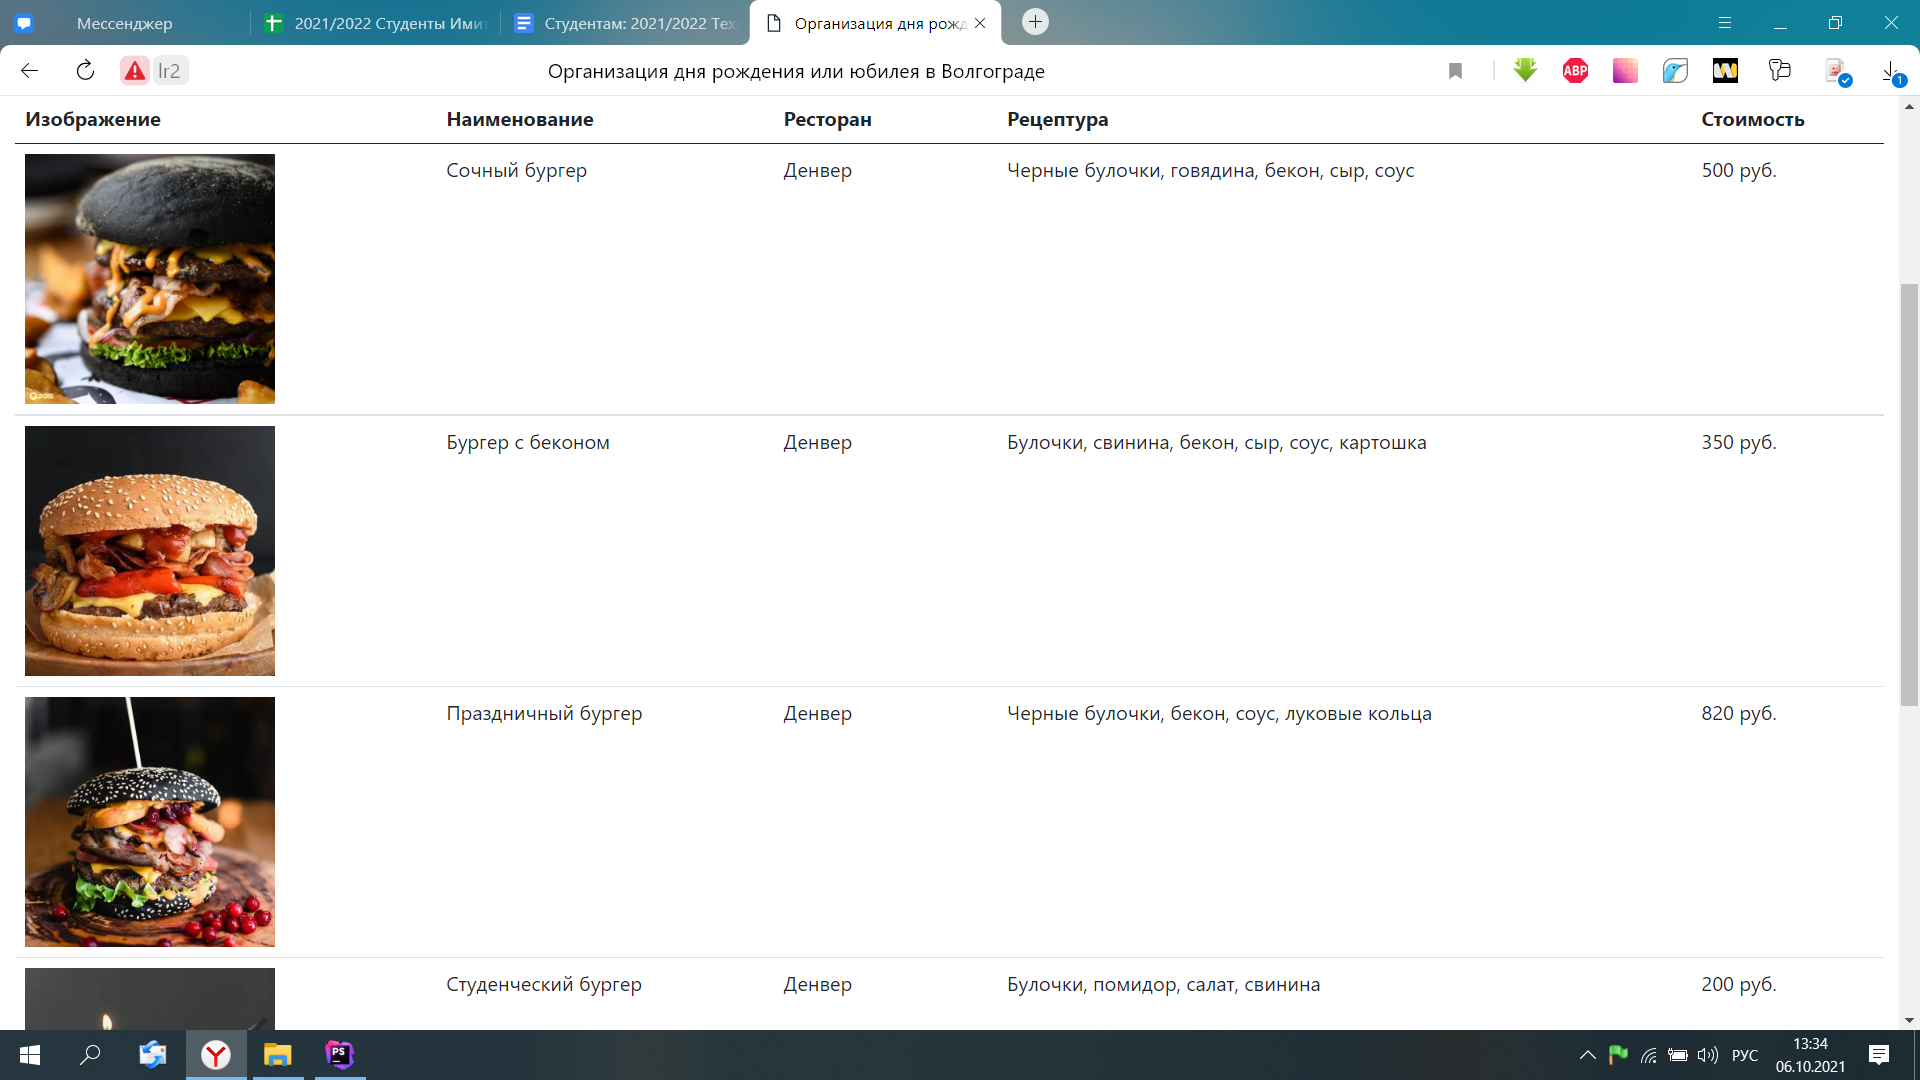 Мессенджер
2021/2022 Студенты Ими
Студентам: 2021/2022 Тех
Организация дня рожд
lr2
Организация дня рождения или юбилея в Волгограде
ABP
1
Изображение Наименование Ресторан Рецептура Стоимость
Сочный бургер Денвер Черные булочки, говядина, бекон, сыр, соус 500 руб.
Бургер с беконом Денвер Булочки, свинина, бекон, сыр, соус, картошка 350 руб.
Праздничный бургер Денвер Черные булочки, бекон, соус, луковые кольца 820 руб.
Студенческий бургер Денвер Булочки, помидор, салат, свинина 200 руб.
PS
РУС
13:34
06.10.2021